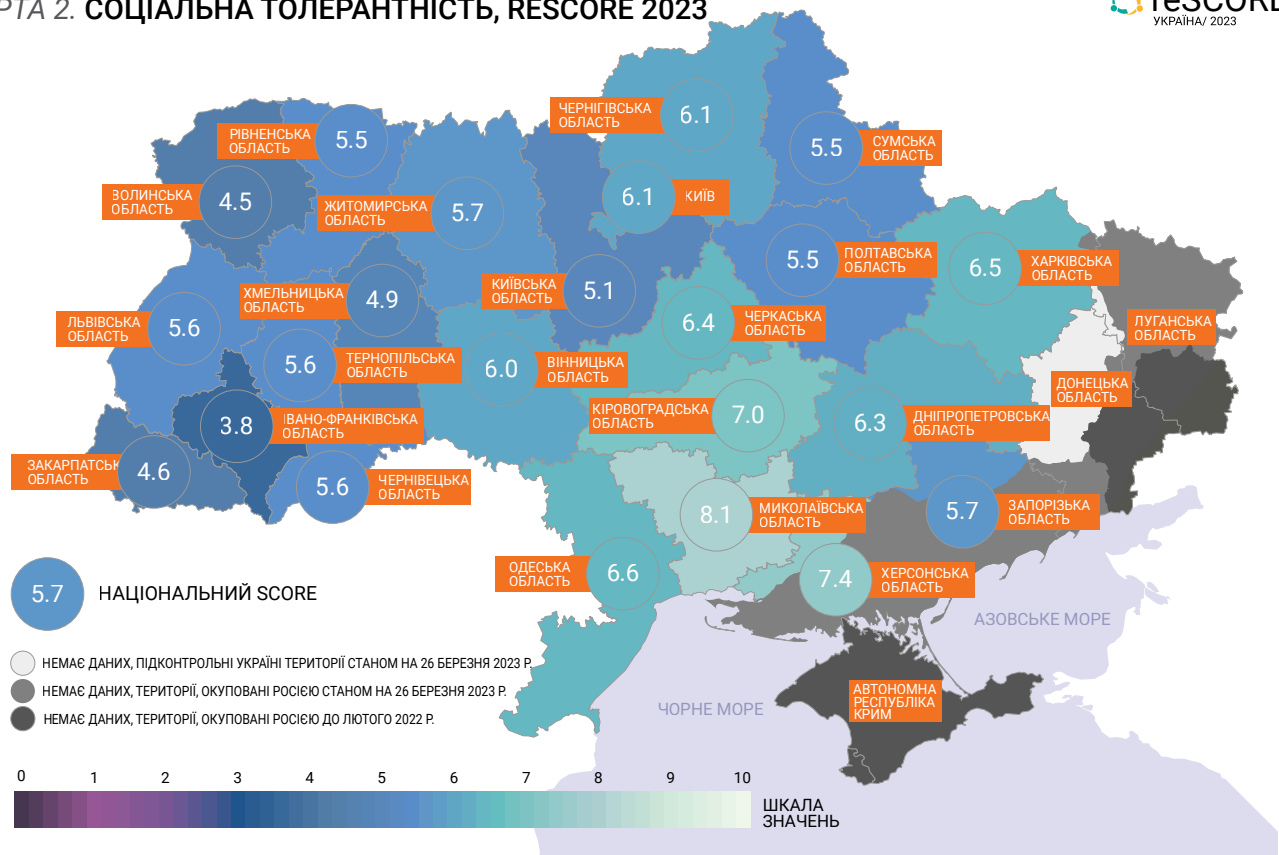 РТА 2. СОЦІАЛЬНА ТОЛЕРАНТНІСТЬ, RESCORE 2023
reSCORE
УКРАЇНА/ 2023
ЧЕРНІГІВСЬКА
ОБЛАСТЬ
6.1
РІВНЕНСЬКА
ОБЛАСТЬ
5.5
5.5
СУМСЬКА
ОБЛАСТЬ
ВОЛИНСЬКА
ОБЛАСТЬ
4.5
ЖИТОМИРСЬКА
ОБЛАСТЬ
5.7
6.1
КИЇВ
5.5
ПОЛТАВСЬКА
ОБЛАСТЬ
6.5
ХАРКІВСЬКА
ОБЛАСТЬ
ХМЕЛЬНИЦЬКА
ОБЛАСТЬ
4.9
КИЇВСЬКА
ОБЛАСТЬ
5.1
ЛЬВІВСЬКА
ОБЛАСТЬ
5.6
6.4
ЧЕРКАСЬКА
ОБЛАСТЬ
ЛУГАНСЬКА
ОБЛАСТЬ
5.6
ТЕРНОПІЛЬСЬКА
ОБЛАСТЬ
6.0
ВІННИЦЬКА
ОБЛАСТЬ
ДОНЕЦЬКА
ОБЛАСТЬ
3.8
ІВАНО-ФРАНКІВСЬКА
ОБЛАСТЬ
КІРОВОГРАДСЬКА
ОБЛАСТЬ
7.0
6.3
ДНІПРОПЕТРОВСЬКА
ОБЛАСТЬ
ЗАКАРПАТСЬК
ОБЛАСТЬ
4.6
5.6
ЧЕРНІВЕЦЬКА
ОБЛАСТЬ
8.1
МИКОЛАЇВСЬКА
ОБЛАСТЬ
5.7
ЗАПОРІЗЬКА
ОБЛАСТЬ
ОДЕСЬКА
ОБЛАСТЬ
6.6
7.4
ХЕРСОНСЬКА
ОБЛАСТЬ
5.7
НАЦІОНАЛЬНИЙ SCORE
АЗОВСЬКЕ МОРЕ
НЕМАЄ ДАНИХ, ПІДКОНТРОЛЬНІ УКРАЇНІ ТЕРИТОРІЇ СТАНОМ НА 26 БЕРЕЗНЯ 2023 Р.
НЕМАЄ ДАНИХ, ТЕРИТОРІЇ, ОКУПОВАНІ РОСІЄЮ СТАНОМ НА 26 БЕРЕЗНЯ 2023 Р.
НЕМАЄ ДАНИХ, ТЕРИТОРІЇ, ОКУПОВАНІ РОСІЄЮ ДО ЛЮТОГО 2022 Р.
ЧОРНЕ МОРЕ
АВТОНОМНА
РЕСПУБЛІКА
КРИМ
0 1 2 3 4 5 6 7 8 9 10
ШКАЛА
ЗНАЧЕНЬ